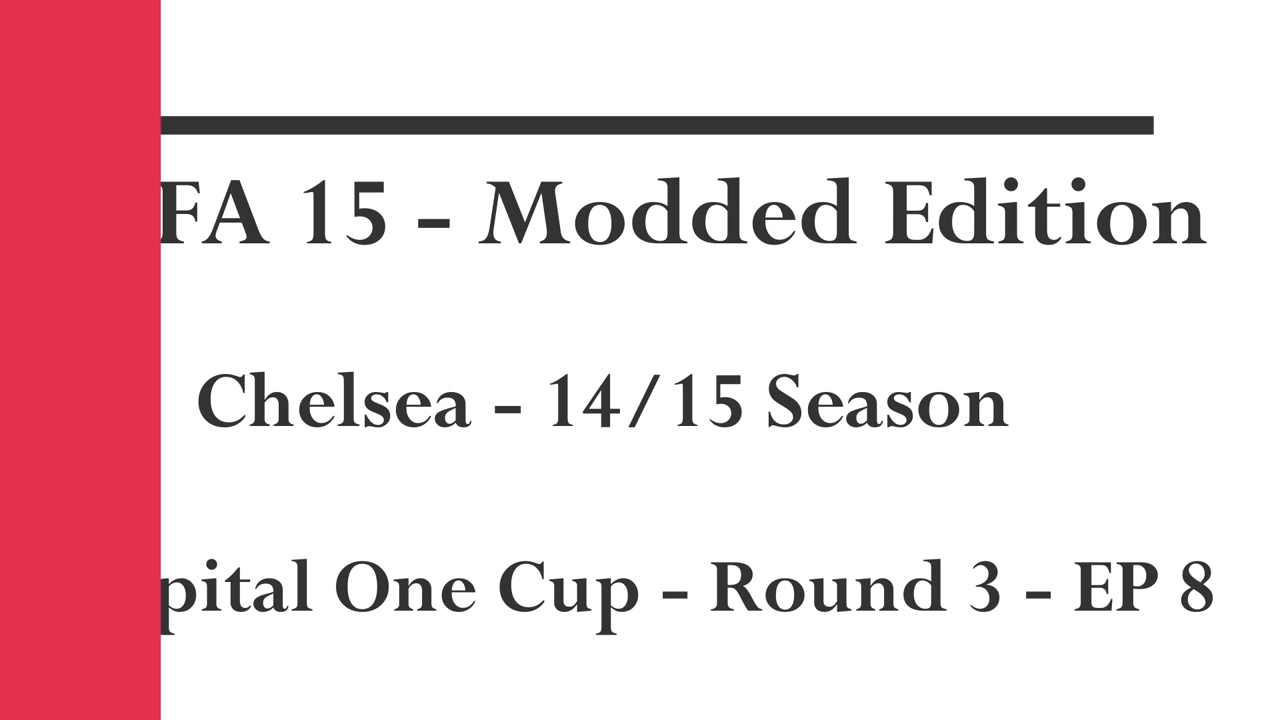 FA 15 - Modded Edition
Chelsea - 14/15 Season
pital One Cup - Round 3 - EP 8